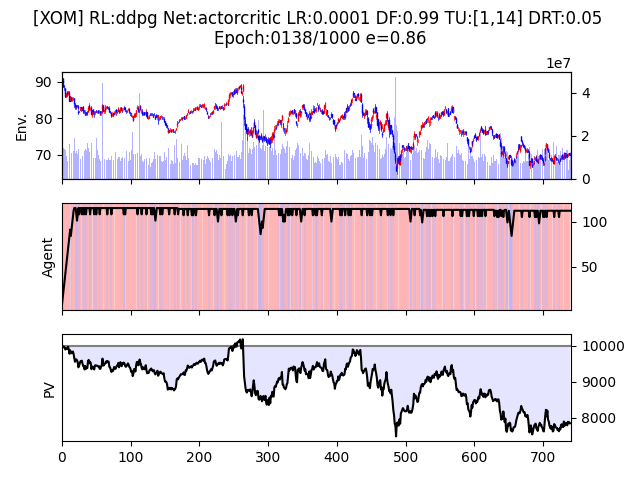 [XOM] RL:ddpg Net:actorcritic LR:0.0001 DF:0.99 TU:[1,14] DRT:0.05
Epoch:0138/1000 e=0.86
1e7
90
80
70
Env.
4
2
0
Agent
100
50
PV
10000
9000
8000
0 100 200 300 400 500 600 700